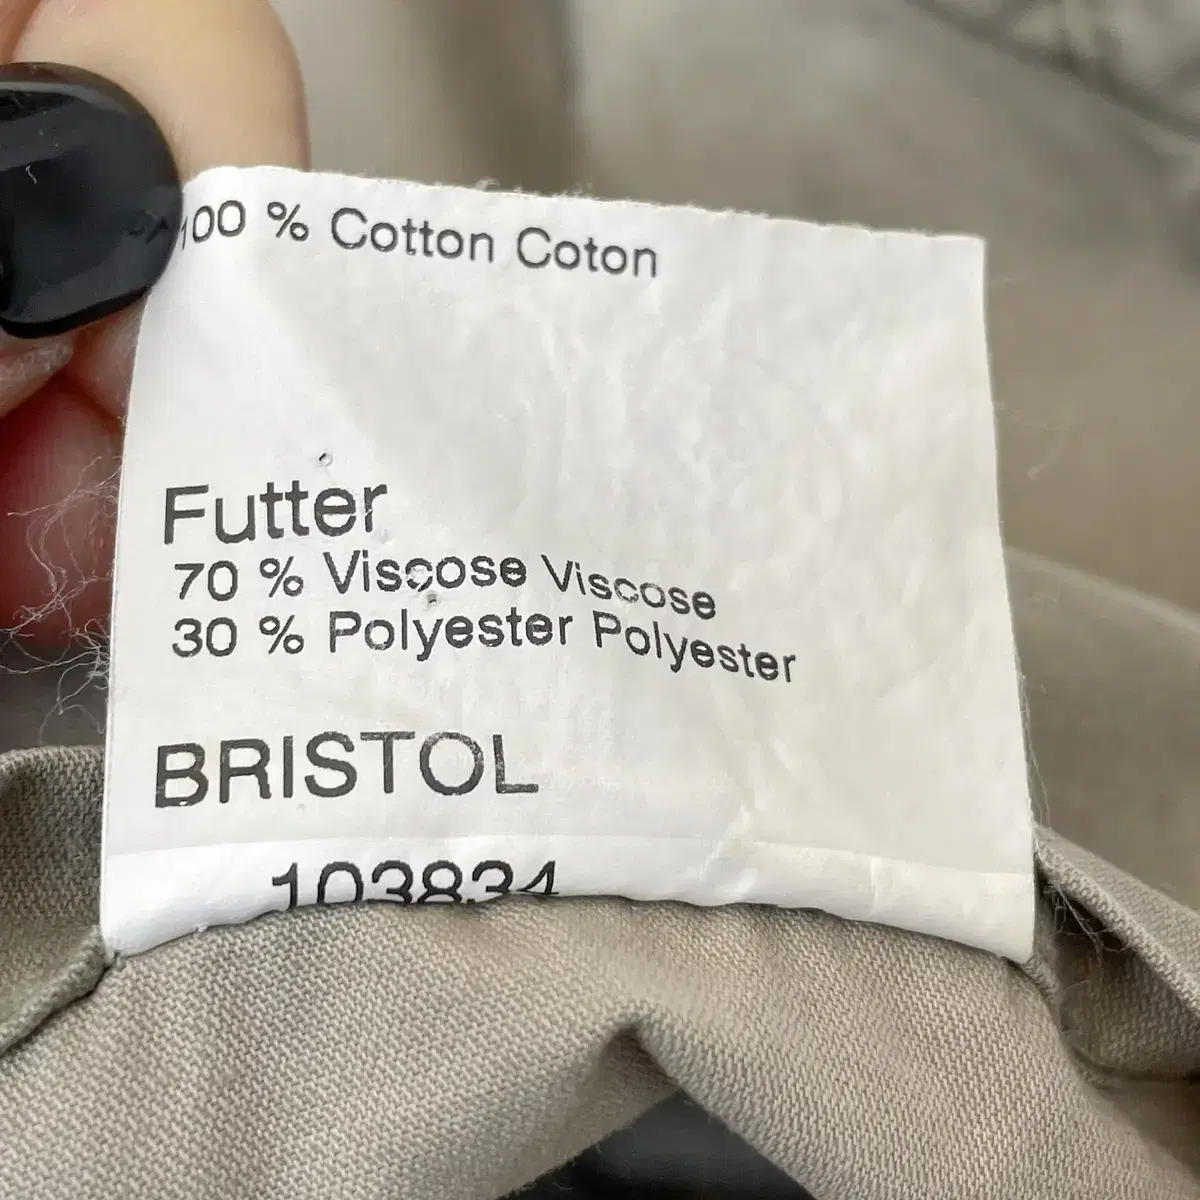 100 % Cotton Coton
Futter
70 % Viscose Viscose
30 % Polyester Polyester
BRISTOL
103834